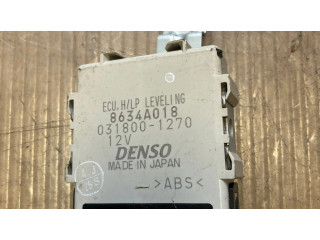 ECU.H/LP LEVELING
8634A018
031800-1270
12V
DENSO
MADE IN JAPAN
>ABS<